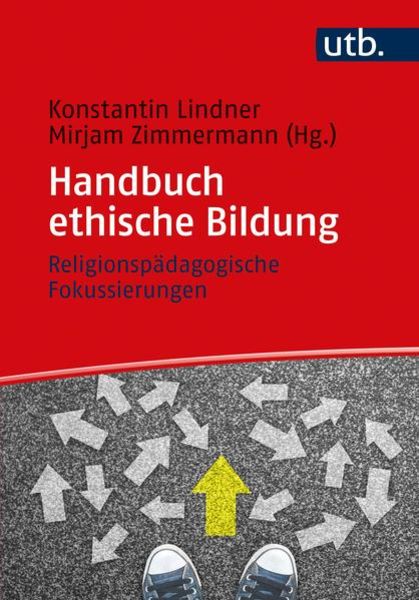 utb.
Konstantin Lindner
Mirjam Zimmermann (Hg.)
Handbuch
ethische Bildung
Religionspädagogische
Fokussierungen